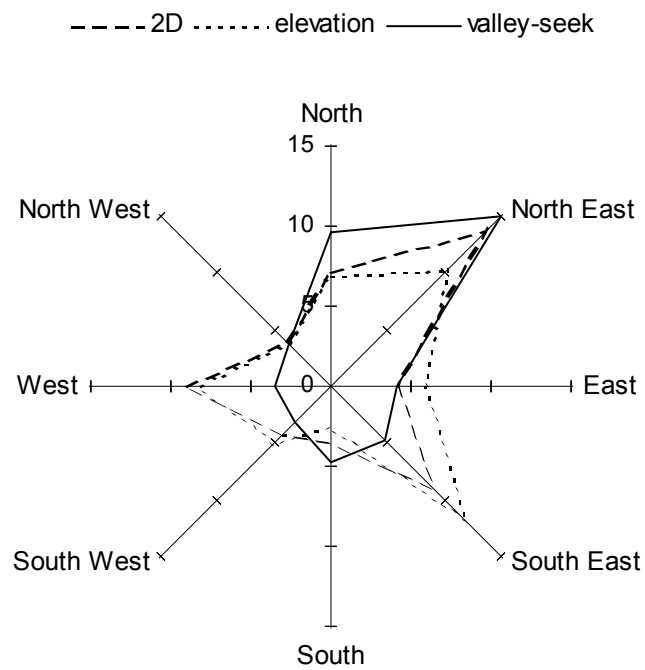 2D elevation valley-seek
North
15
North West
10
North East
5
West
0
East
South West
South East
South